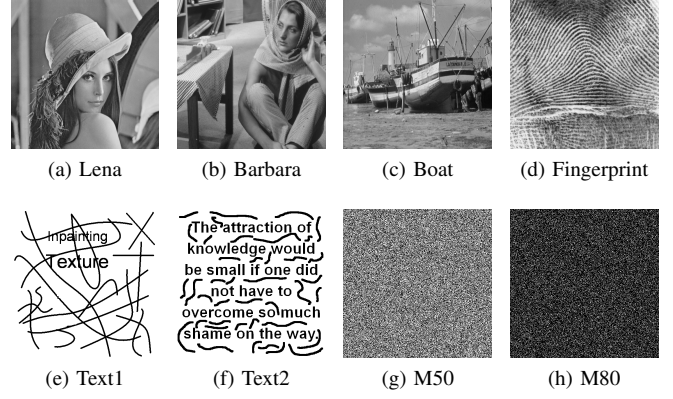 (a) Lena
(b) Barbara
(c) Boat
(d) Fingerprint
Inpainting
Texture
The attraction of
knowledge would
be small if one did
not have to
overcome so much
shame on the way.
(e) Text1
(f) Text2
(g) M50
(h) M80